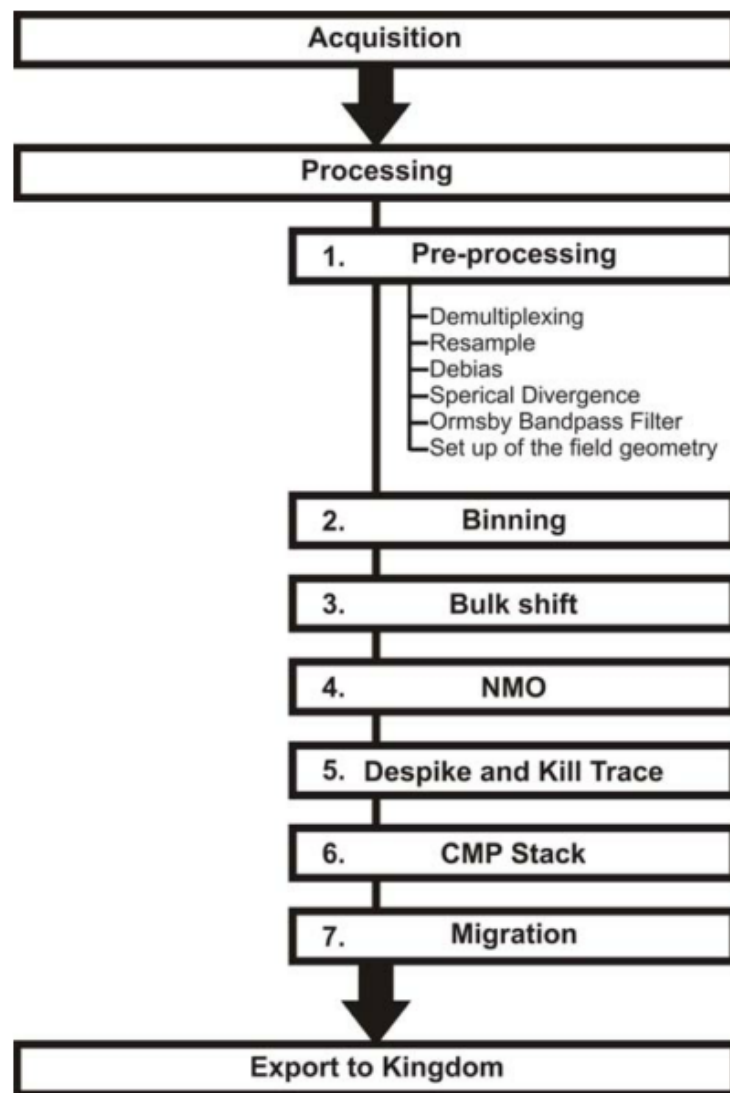 Acquisition
Processing
1. Pre-processing
Demultiplexing
Resample
Debias
Sperical Divergence
Ormsby Bandpass Filter
Set up of the field geometry
2. Binning
3. Bulk shift
4. NMO
5. Despike and Kill Trace
6. CMP Stack
7. Migration
Export to Kingdom